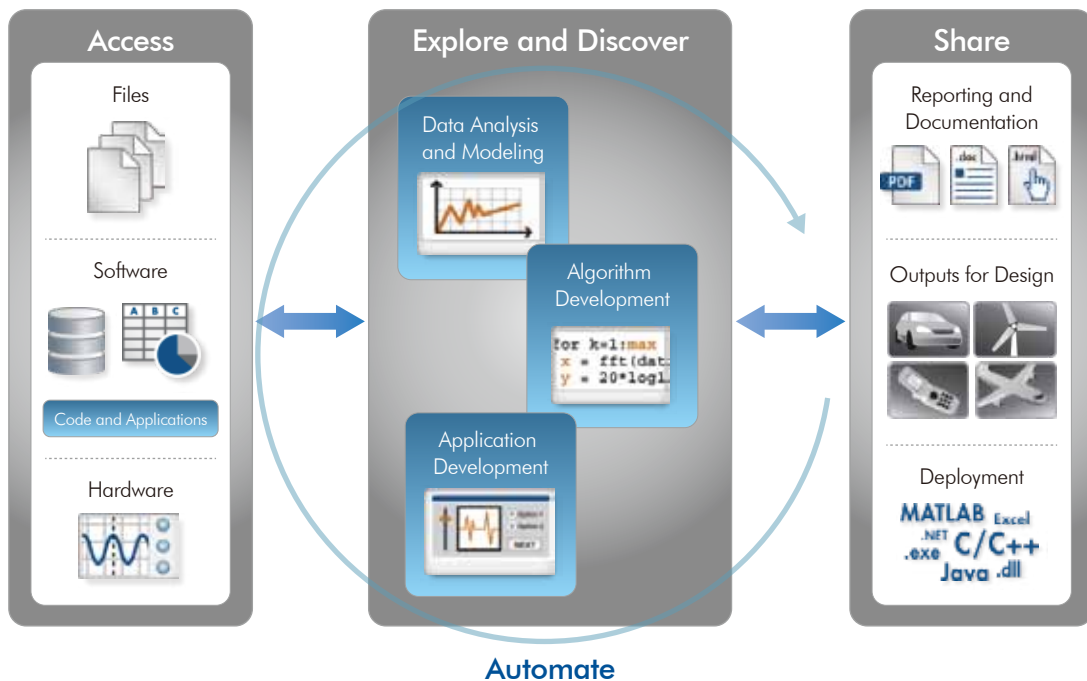 Access
Files
Software
A B C
Code and Applications
Hardware
Explore and Discover
Data Analysis
and Modeling
Algorithm
Development
for k=1:max
x = fft(dat
y = 20*log1
Application
Development
NEXT
Share
Reporting and
Documentation
PDF
.doc
.html
Outputs for Design
Deployment
MATLAB Excel
.NET
.exe C/C++
Java .dll
Automate